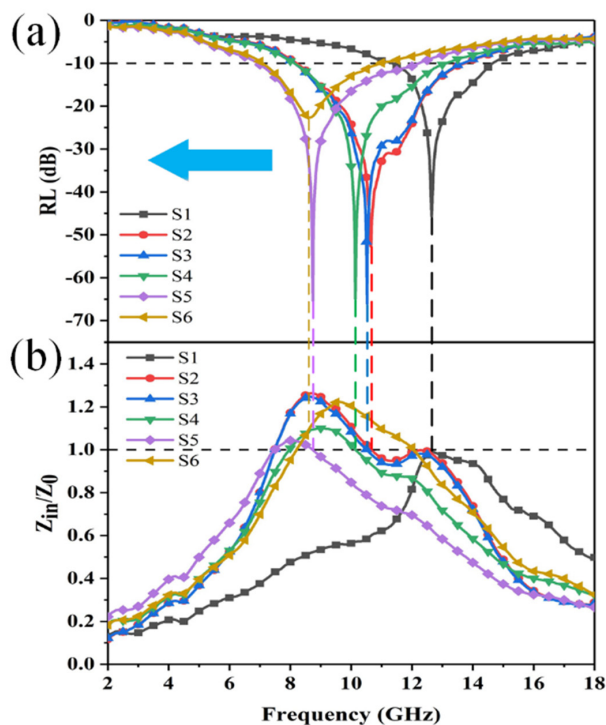 (a)
0
-10
-20
-30
-40
-50
-60
-70
RL (dB)
S1
S2
S3
S4
S5
S6
(b)
1.4
1.2
1.0
0.8
0.6
0.4
0.2
0.0
Zin/Z0
S1
S2
S3
S4
S5
S6
2 4 6 8 10 12 14 16 18
Frequency (GHz)